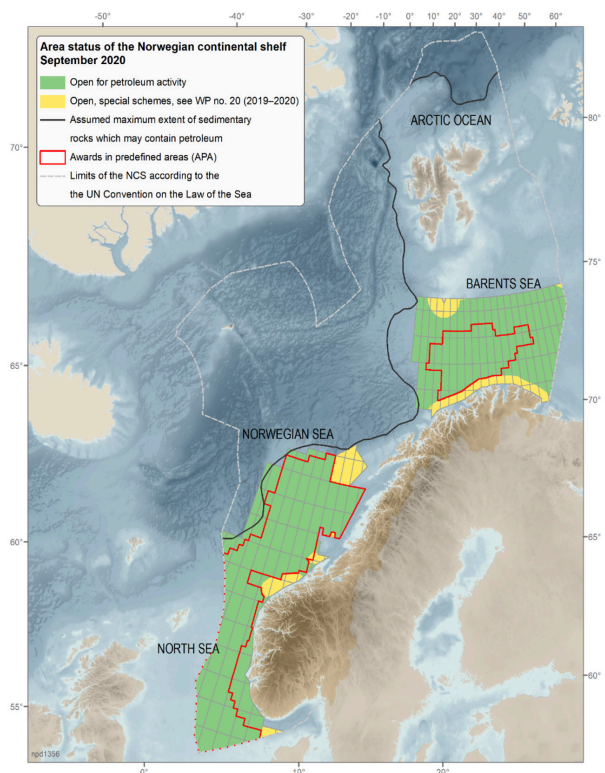 -50° -40° -30° -20° 0° 10° 20° 30° 40° 50° 60°
Area status of the Norwegian continental shelf
September 2020
Open for petroleum activity
Open, special schemes, see WP no. 20 (2019–2020)
Assumed maximum extent of sedimentary
rocks which may contain petroleum
Awards in predefined areas (APA)
Limits of the NCS according to the
the UN Convention on the Law of the Sea
ARCTIC OCEAN
80°
70°
75°
BARENTS SEA
65°
70°
NORWEGIAN SEA
60°
65°
NORTH SEA
60°
55°
npd1356
0° 10° 20°